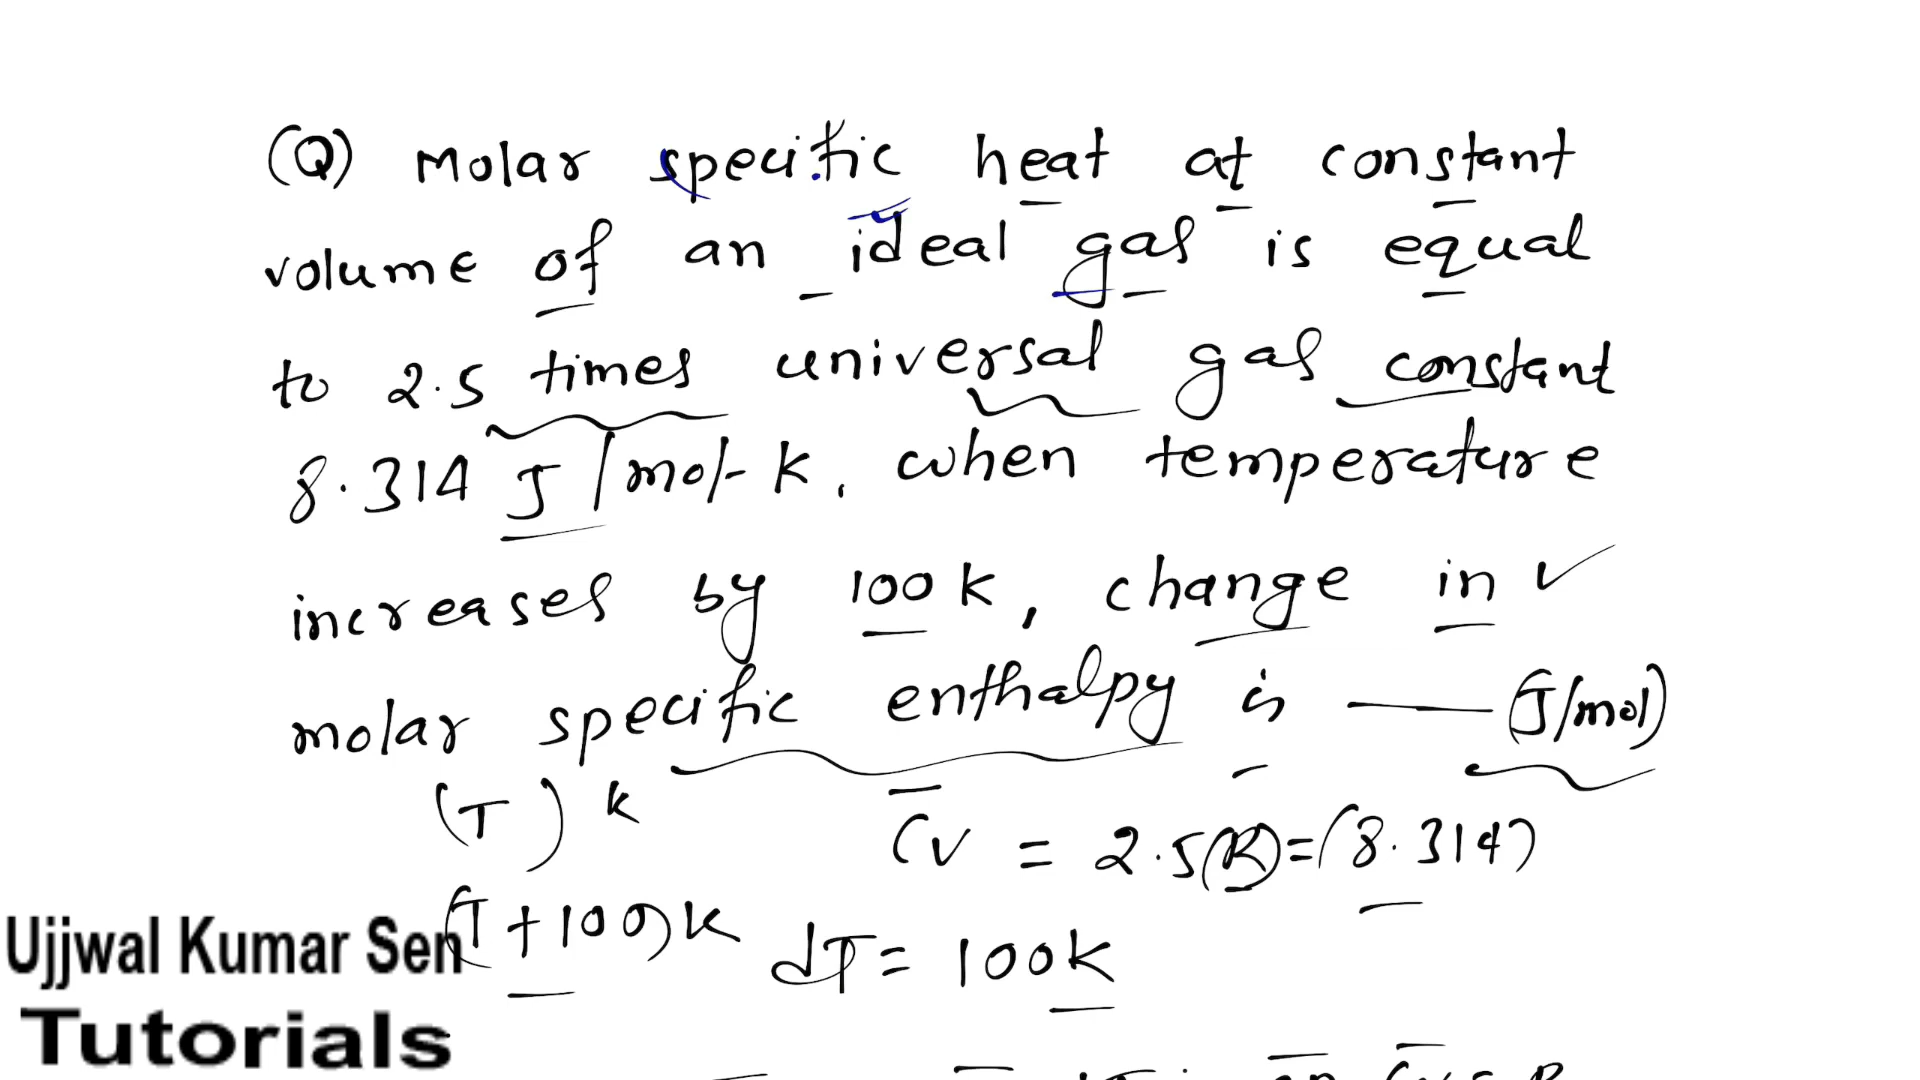 (Q) Molar specific heat at constant
volume of an ideal gas is equal
to 2.5 times universal gas constant
8.314 J/mol-K, when temperature
increases by 100K, change in
molar specific enthalpy is — (J/mol)
(T)K
Cv = 2.5(R)=(8.314)
(T+100)K
dT = 100K
Ujjwal Kumar Sen
Tutorials